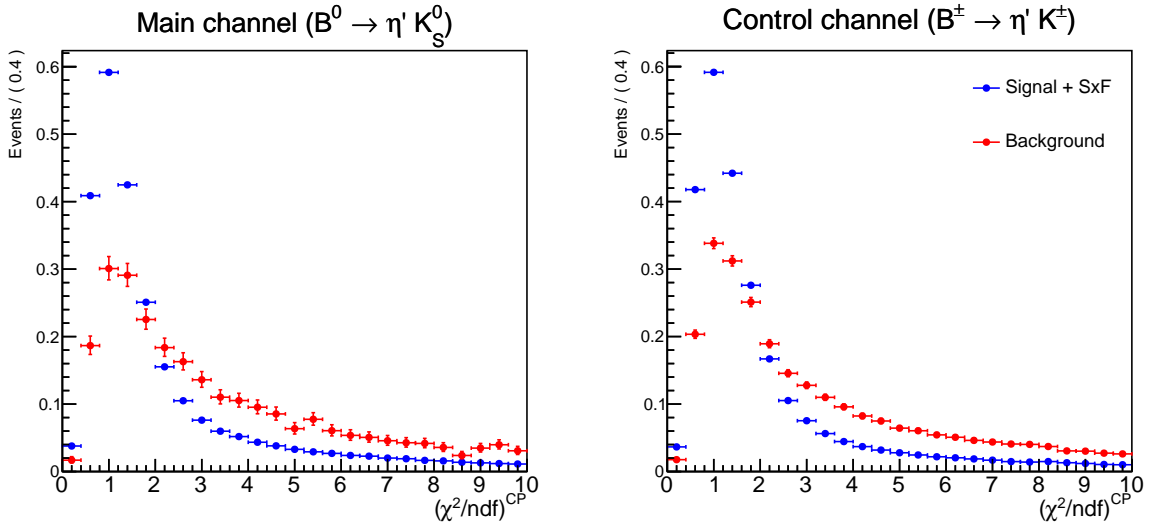 Main channel (B⁰ → η' K⁰_S)
Events / ( 0.4 )
0.6
0.5
0.4
0.3
0.2
0.1
0
0 1 2 3 4 5 6 7 8 9 10
(χ²/ndf)^CP
Control channel (B^± → η' K^±)
Events / ( 0.4 )
Signal + SxF
Background
0.6
0.5
0.4
0.3
0.2
0.1
0
0 1 2 3 4 5 6 7 8 9 10
(χ²/ndf)^CP